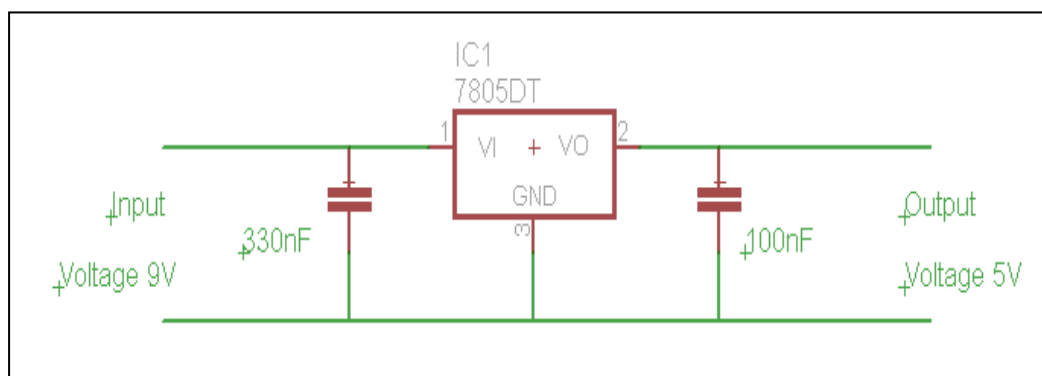 IC1
7805DT
1
VI
VO
2
GND
3
Input
Voltage 9V
330nF
100nF
Output
Voltage 5V